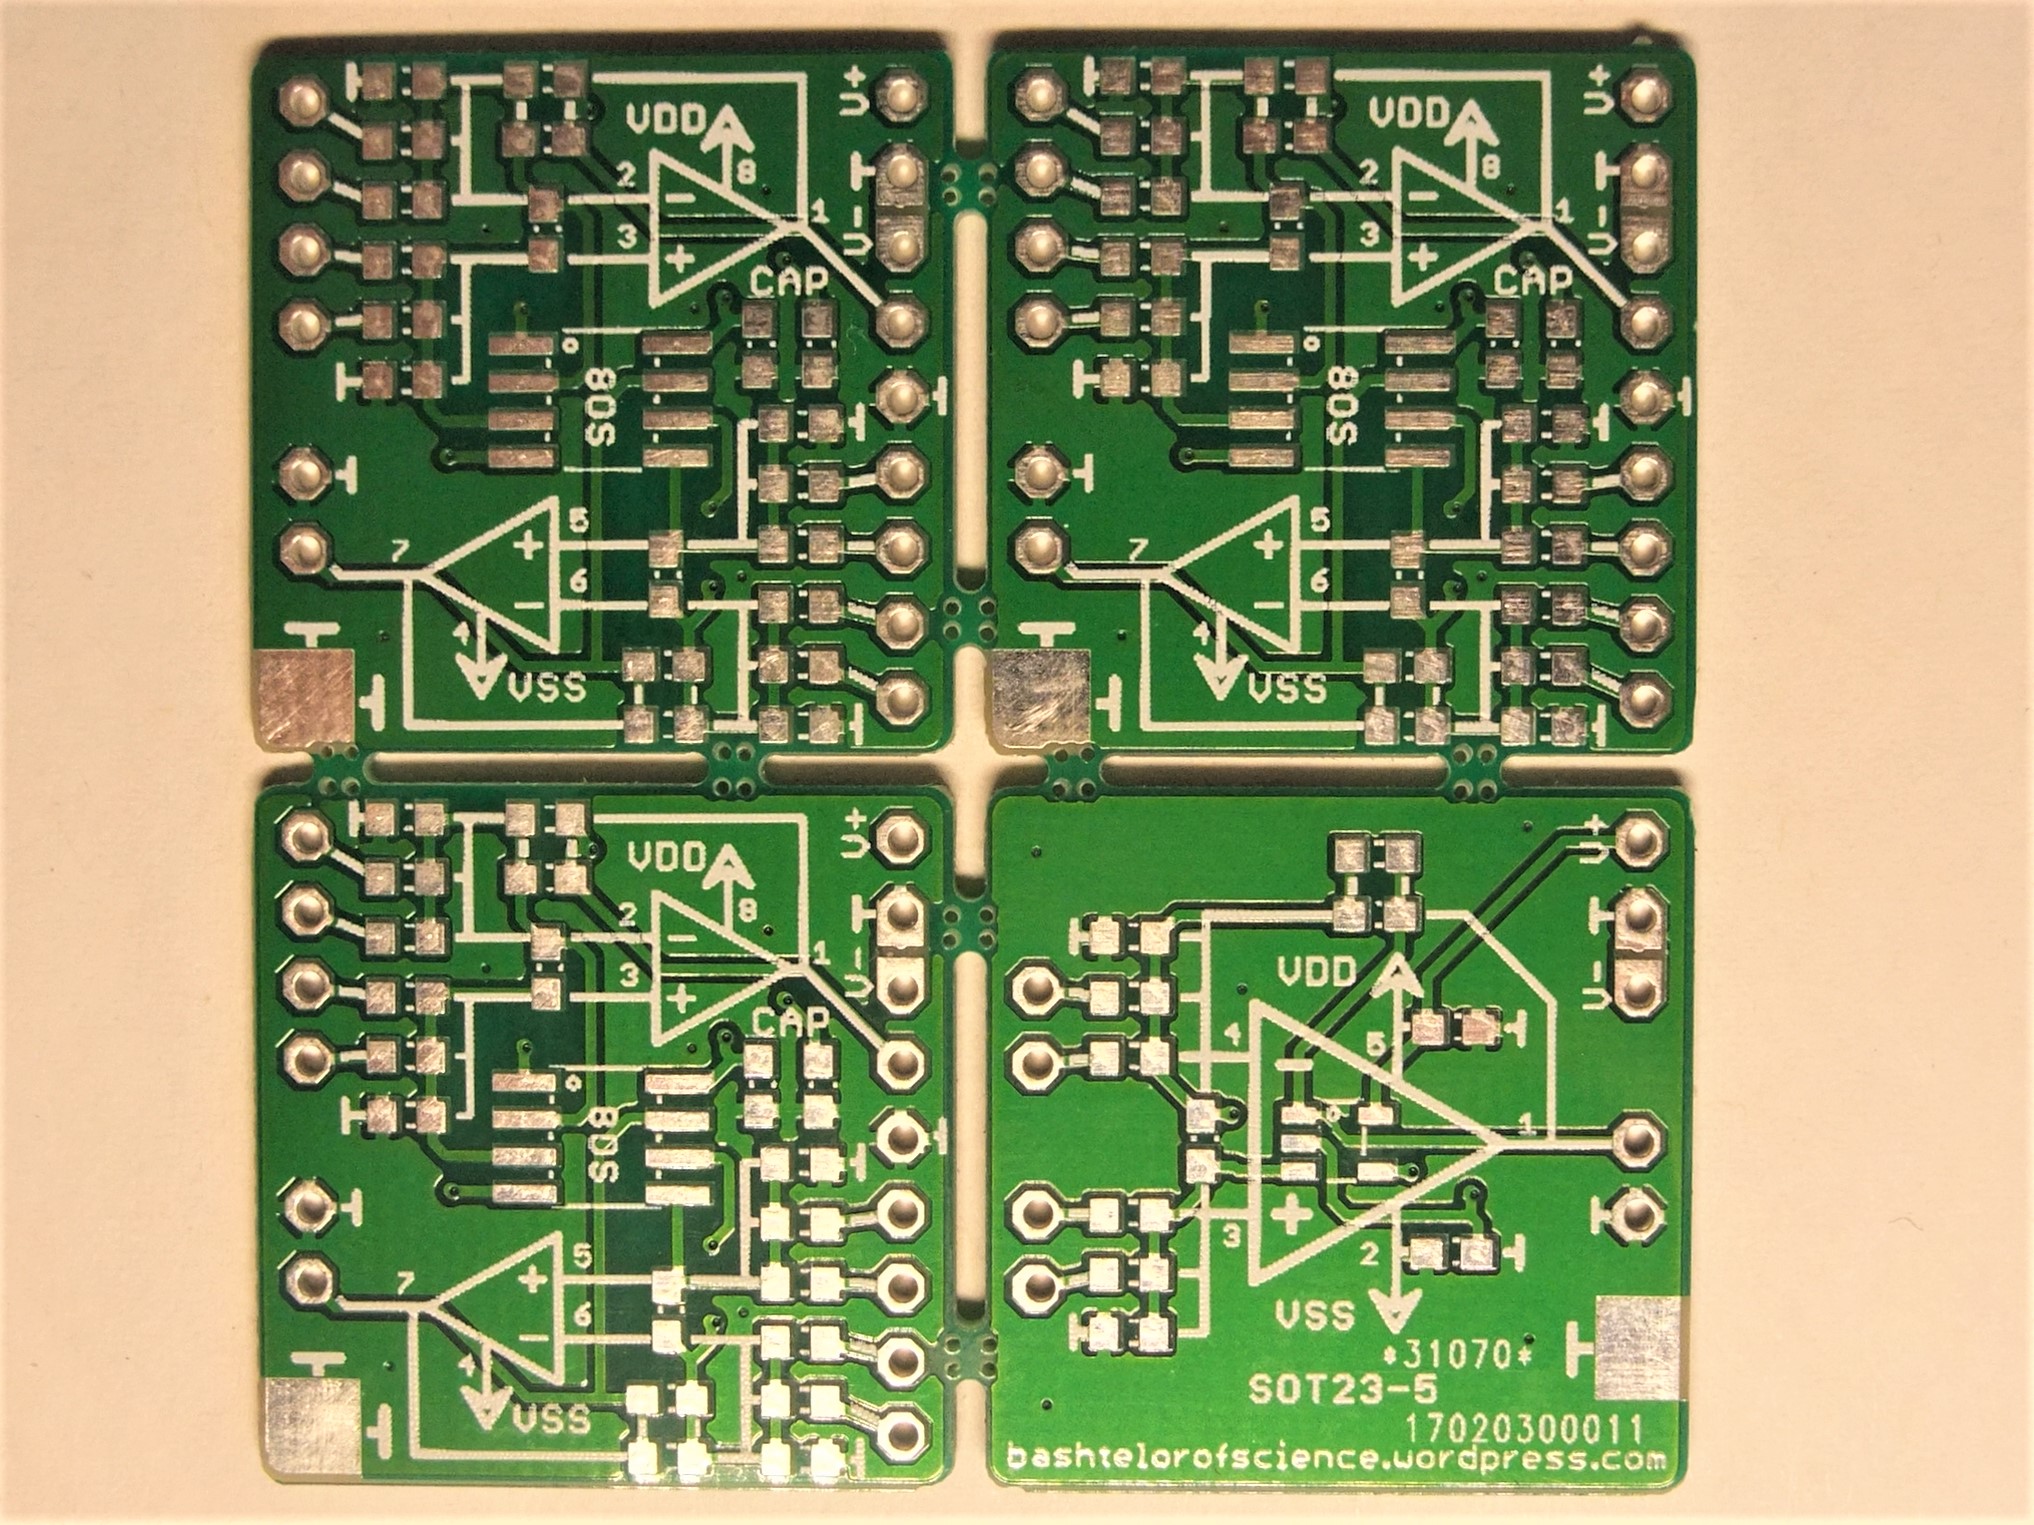 V+
VDD
2
8
-
1
3
+
V-
CAP
SO8
5
7
+
6
-
4
VSS
V+
VDD
2
8
-
1
3
+
V-
CAP
SO8
5
7
+
6
-
4
VSS
V+
VDD
2
8
-
1
3
+
V-
CAP
SO8
5
7
+
6
-
4
VSS
V+
VDD
V-
4
5
-
1
+
3
2
VSS
*31070*
SOT23-5
17020300011
bashtelorofscience.wordpress.com